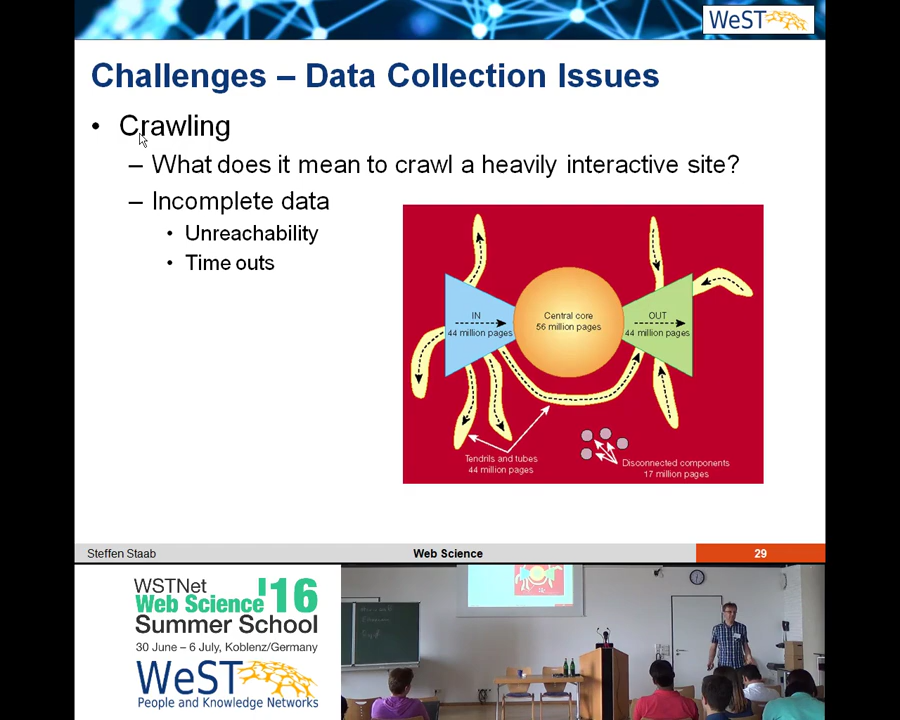 WeST
Challenges – Data Collection Issues
• Crawling
– What does it mean to crawl a heavily interactive site?
– Incomplete data
• Unreachability
• Time outs
IN
44 million pages
Central core
56 million pages
OUT
44 million pages
Tendrils and tubes
44 million pages
Disconnected components
17 million pages
Steffen Staab
Web Science
29
WSTNet
Web Science '16
Summer School
30 June – 6 July, Koblenz/Germany
WeST
People and Knowledge Networks